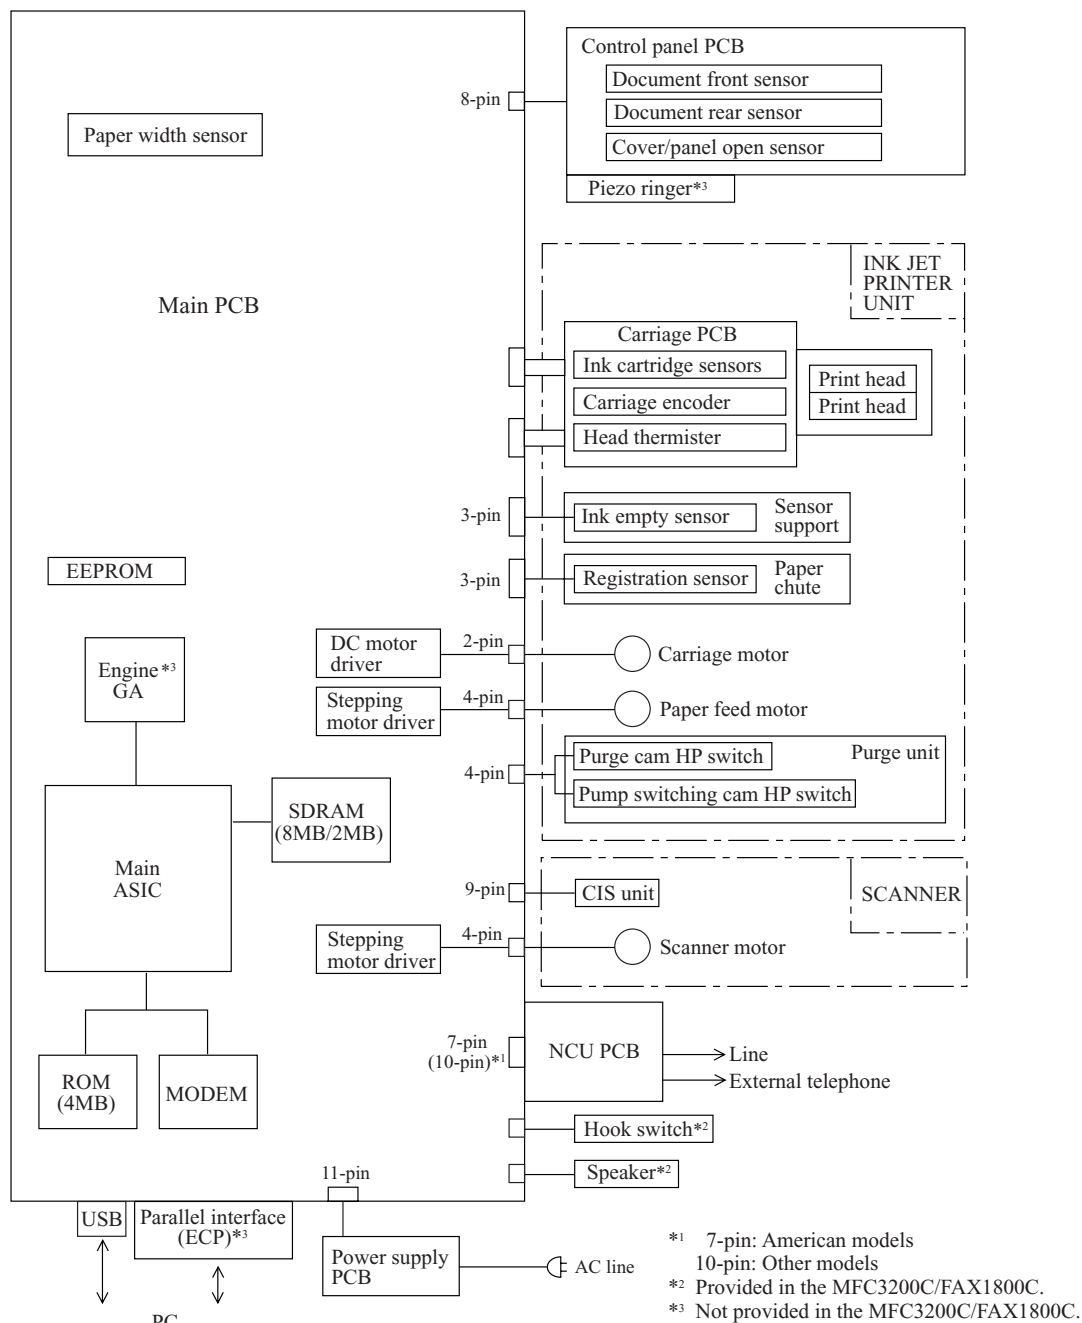 Control panel PCB
Document front sensor
8-pin
Document rear sensor
Paper width sensor
Cover/panel open sensor
Piezo ringer*3
INK JET
PRINTER
UNIT
Main PCB
Carriage PCB
Ink cartridge sensors
Print head
Carriage encoder
Print head
Head thermister
3-pin
Ink empty sensor
Sensor
support
EEPROM
3-pin
Registration sensor
Paper
chute
DC motor
driver
2-pin
Carriage motor
Engine*3
GA
Stepping
motor driver
4-pin
Paper feed motor
Purge cam HP switch
Purge unit
4-pin
Pump switching cam HP switch
SDRAM
(8MB/2MB)
Main
ASIC
9-pin
CIS unit
SCANNER
Stepping
motor driver
4-pin
Scanner motor
7-pin
(10-pin)*1
NCU PCB
Line
External telephone
ROM
(4MB)
MODEM
Hook switch*2
11-pin
Speaker*2
USB
Parallel interface
(ECP)*3
Power supply
PCB
AC line
PC
*1 7-pin: American models
10-pin: Other models
*2 Provided in the MFC3200C/FAX1800C.
*3 Not provided in the MFC3200C/FAX1800C.